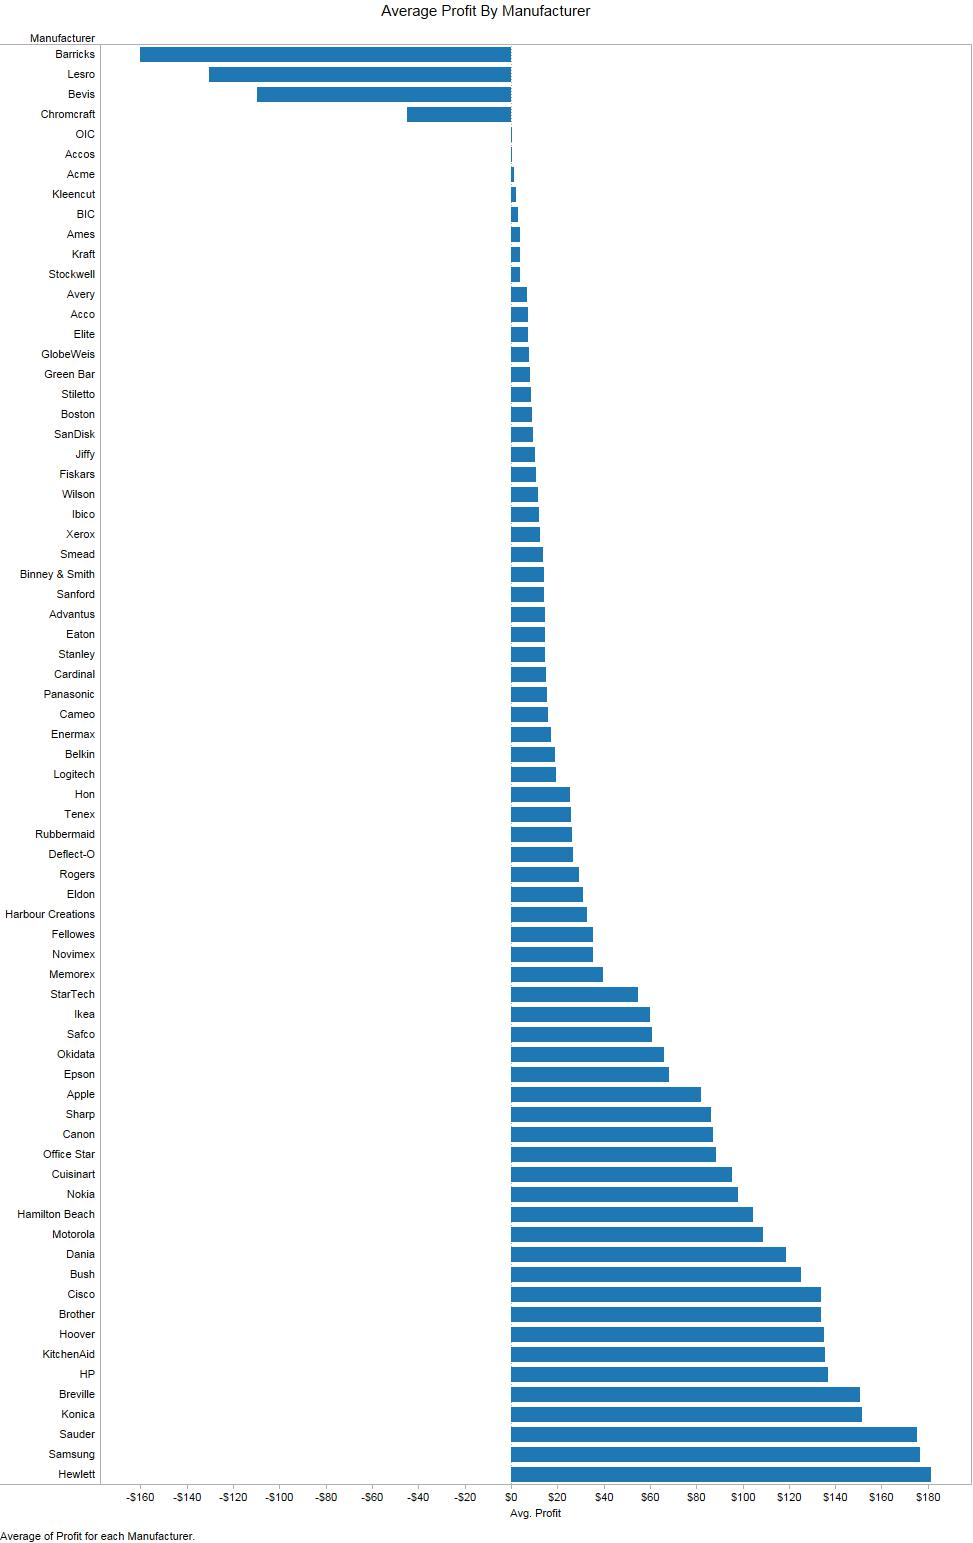 Average Profit By Manufacturer
Manufacturer
Barricks
Lesro
Bevis
Chromcraft
OIC
Accos
Acme
Kleencut
BIC
Ames
Kraft
Stockwell
Avery
Acco
Elite
GlobeWeis
Green Bar
Stiletto
Boston
SanDisk
Jiffy
Fiskars
Wilson
Ibico
Xerox
Smead
Binney & Smith
Sanford
Advantus
Eaton
Stanley
Cardinal
Panasonic
Cameo
Enermax
Belkin
Logitech
Hon
Tenex
Rubbermaid
Deflect-O
Rogers
Eldon
Harbour Creations
Fellowes
Novimex
Memorex
StarTech
Ikea
Safco
Okidata
Epson
Apple
Sharp
Canon
Office Star
Cuisinart
Nokia
Hamilton Beach
Motorola
Dania
Bush
Cisco
Brother
Hoover
KitchenAid
HP
Breville
Konica
Sauder
Samsung
Hewlett
-$160 -$140 -$120 -$100 -$80 -$60 -$40 -$20 $0 $20 $40 $60 $80 $100 $120 $140 $160 $180
Avg. Profit
Average of Profit for each Manufacturer.